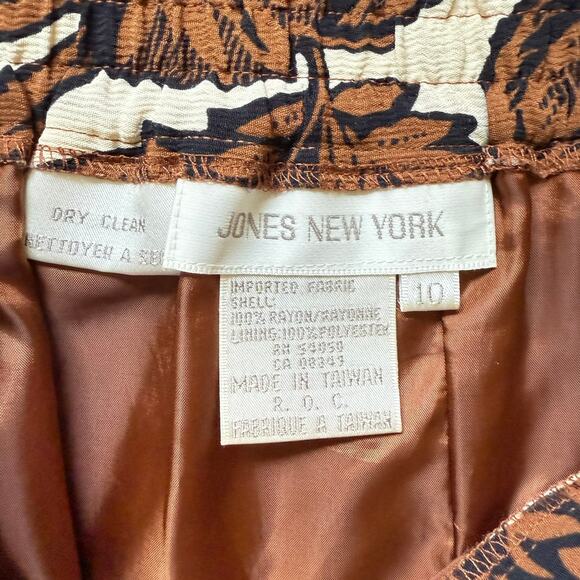 DRY CLEAN
NETTOYER A SEC
JONES NEW YORK
10
IMPORTED FABRIC
SHELL:
100% RAYON/RAYONNE
LINING:100% POLYESTER
RN 54050
CA 08349
MADE IN TAIWAN
R. O. C.
FABRIQUE A TAIWAN